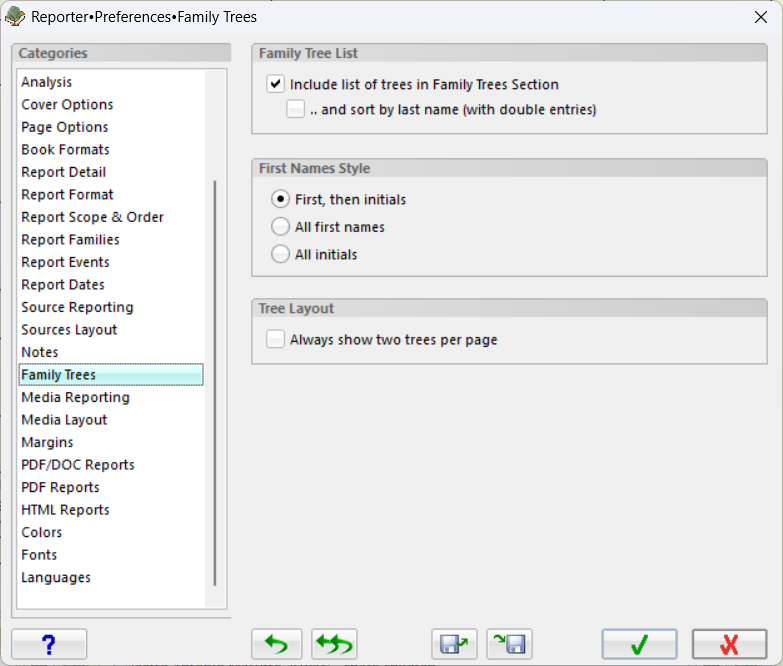 Reporter•Preferences•Family Trees
Categories
Analysis
Cover Options
Page Options
Book Formats
Report Detail
Report Format
Report Scope & Order
Report Families
Report Events
Report Dates
Source Reporting
Sources Layout
Notes
Family Trees
Media Reporting
Media Layout
Margins
PDF/DOC Reports
PDF Reports
HTML Reports
Colors
Fonts
Languages
Family Tree List
Include list of trees in Family Trees Section
.. and sort by last name (with double entries)
First Names Style
First, then initials
All first names
All initials
Tree Layout
Always show two trees per page
?